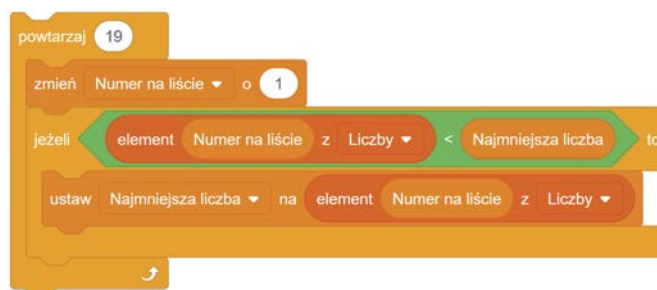 powtarzaj 19
zmień Numer na liście o 1
jeżeli element Numer na liście z Liczby < Najmniejsza liczba to
ustaw Najmniejsza liczba na element Numer na liście z Liczby